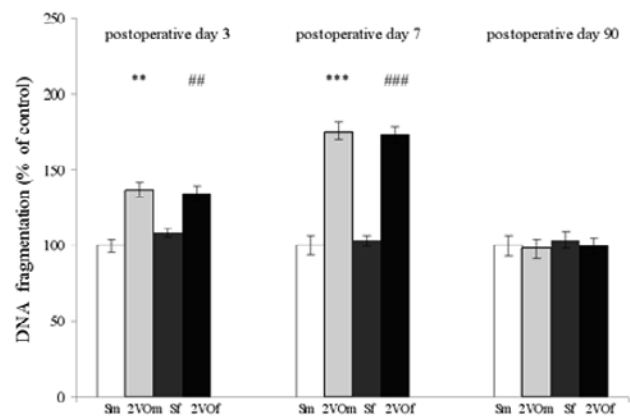 250
postoperative day 3 postoperative day 7 postoperative day 90
** ## *** ###
200
150
100
50
0
DNA fragmentation (% of control)
Sm 2VOm Sf 2VOf Sm 2VOm Sf 2VOf Sm 2VOm Sf 2VOf